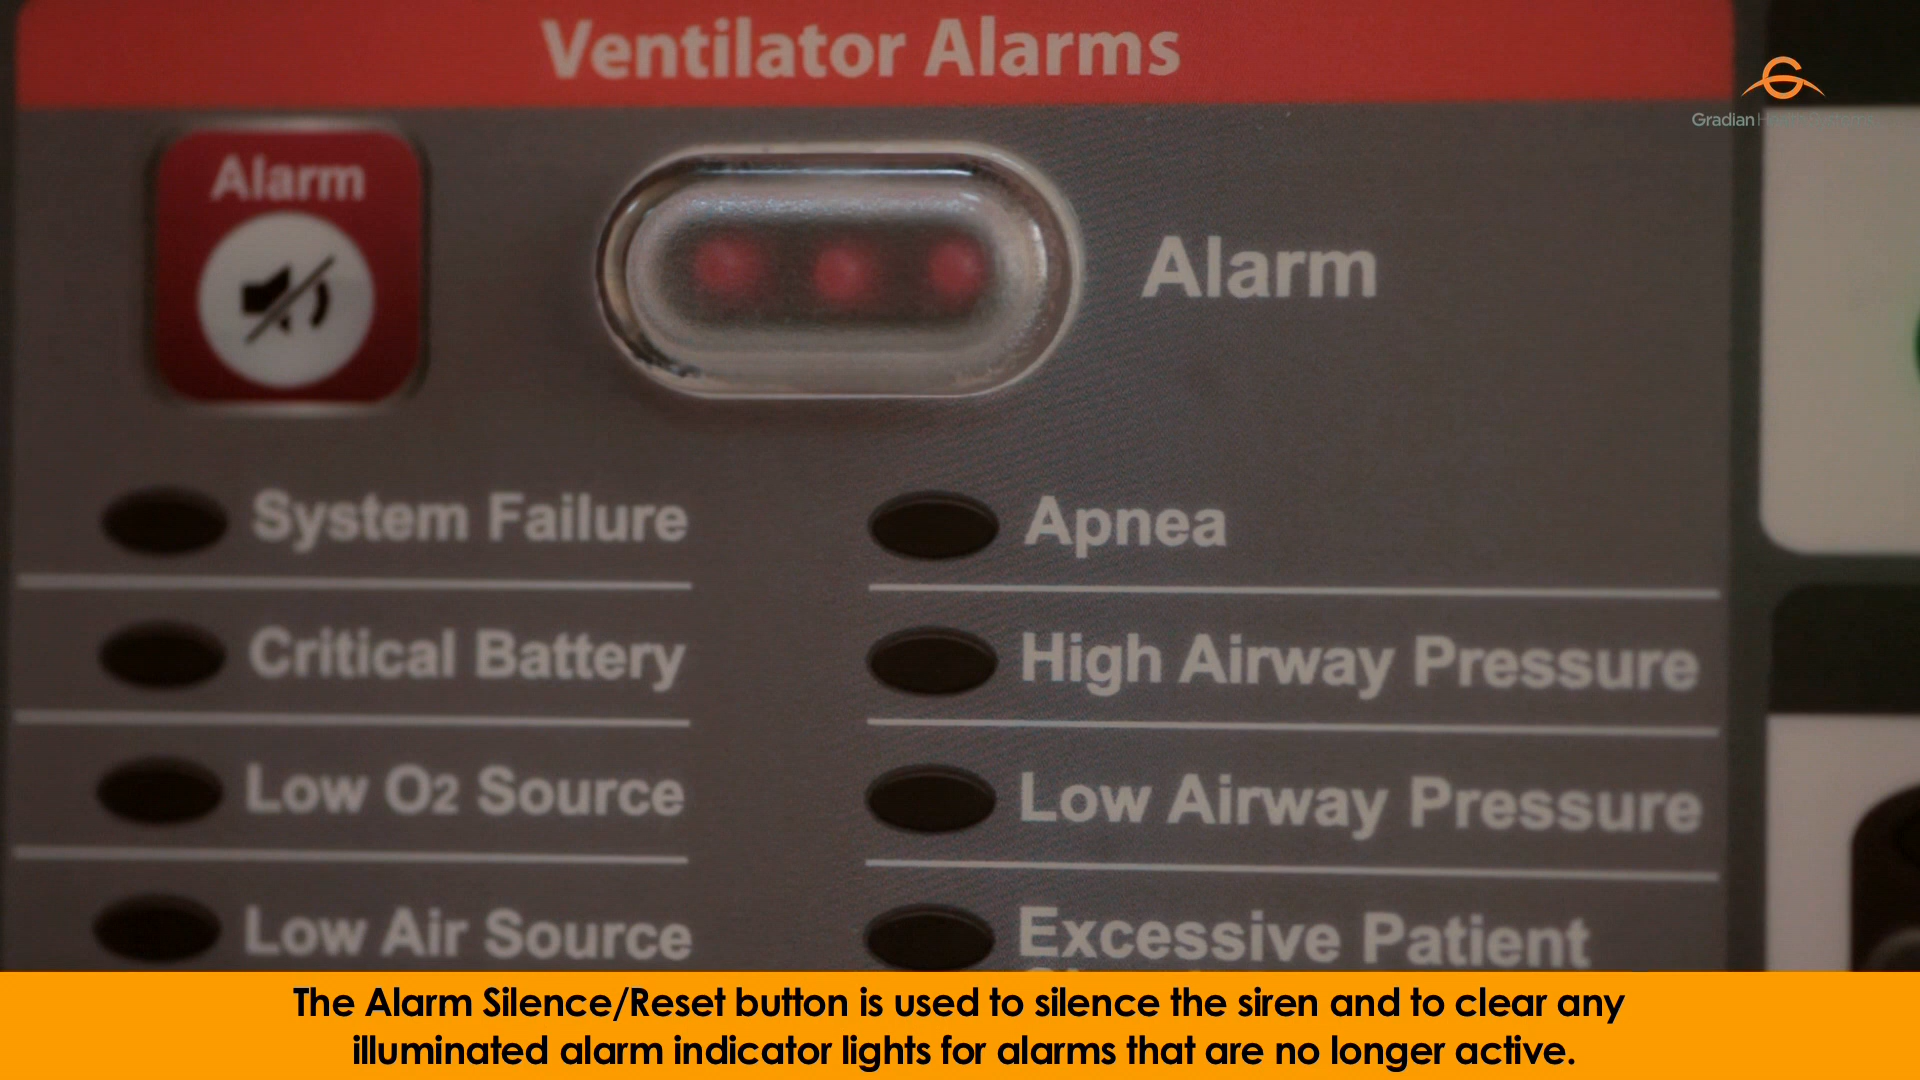 Ventilator Alarms
Gradian Health Systems
Alarm
Alarm
System Failure
Apnea
Critical Battery
High Airway Pressure
Low O2 Source
Low Airway Pressure
Low Air Source
Excessive Patient
The Alarm Silence/Reset button is used to silence the siren and to clear any
illuminated alarm indicator lights for alarms that are no longer active.